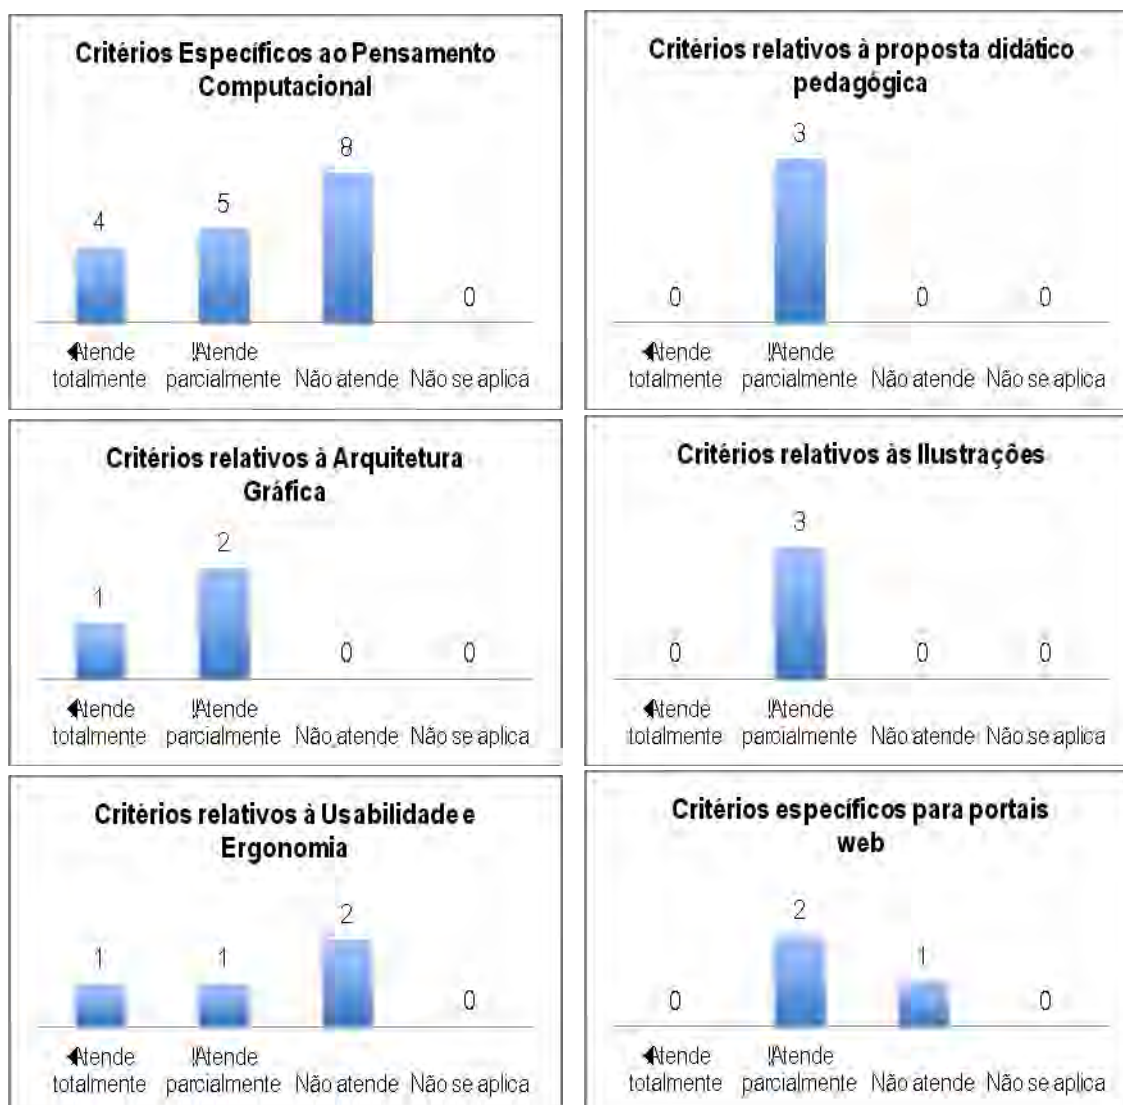 Critérios Específicos ao Pensamento
Computacional
8
5
4
0
Atende
totalmente
!Atende
parcialmente
Não atende
Não se aplica
Critérios relativos à proposta didático
pedagógica
3
0
0
0
Atende
totalmente
!Atende
parcialmente
Não atende
Não se aplica
Critérios relativos à Arquitetura
Gráfica
2
1
0
0
Atende
totalmente
!Atende
parcialmente
Não atende
Não se aplica
Critérios relativos às Ilustrações
3
0
0
0
Atende
totalmente
!Atende
parcialmente
Não atende
Não se aplica
Critérios relativos à Usabilidade e
Ergonomia
2
1
1
0
Atende
totalmente
!Atende
parcialmente
Não atende
Não se aplica
Critérios específicos para portais
web
2
1
0
0
Atende
totalmente
!Atende
parcialmente
Não atende
Não se aplica